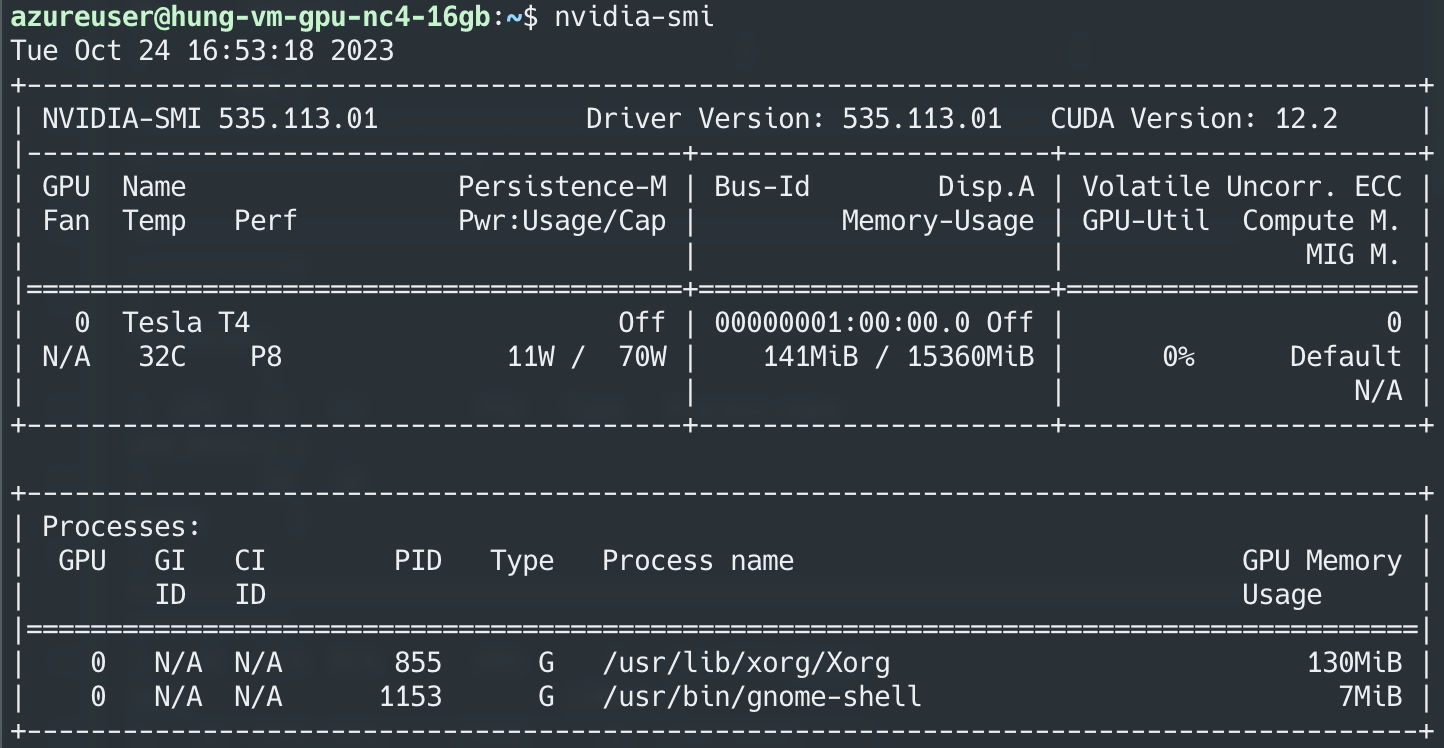 azureuser@hung-vm-gpu-nc4-16gb:~$ nvidia-smi
Tue Oct 24 16:53:18 2023
+---------------------------------------------------------------------------------------+
| NVIDIA-SMI 535.113.01             Driver Version: 535.113.01   CUDA Version: 12.2     |
|-----------------------------------------+----------------------+----------------------+
| GPU  Name                 Persistence-M | Bus-Id        Disp.A | Volatile Uncorr. ECC |
| Fan  Temp   Perf          Pwr:Usage/Cap |         Memory-Usage | GPU-Util  Compute M. |
|                                         |                      |               MIG M. |
|=========================================+======================+======================|
|   0  Tesla T4                       Off | 00000001:00:00.0 Off |                    0 |
| N/A   32C    P8              11W /  70W |    141MiB / 15360MiB |      0%      Default |
|                                         |                      |                  N/A |
+-----------------------------------------+----------------------+----------------------+

+---------------------------------------------------------------------------------------+
| Processes:                                                                            |
|  GPU   GI   CI        PID   Type   Process name                            GPU Memory |
|        ID   ID                                                             Usage      |
|=======================================================================================|
|    0   N/A  N/A       855      G   /usr/lib/xorg/Xorg                          130MiB |
|    0   N/A  N/A      1153      G   /usr/bin/gnome-shell                          7MiB |
+---------------------------------------------------------------------------------------+